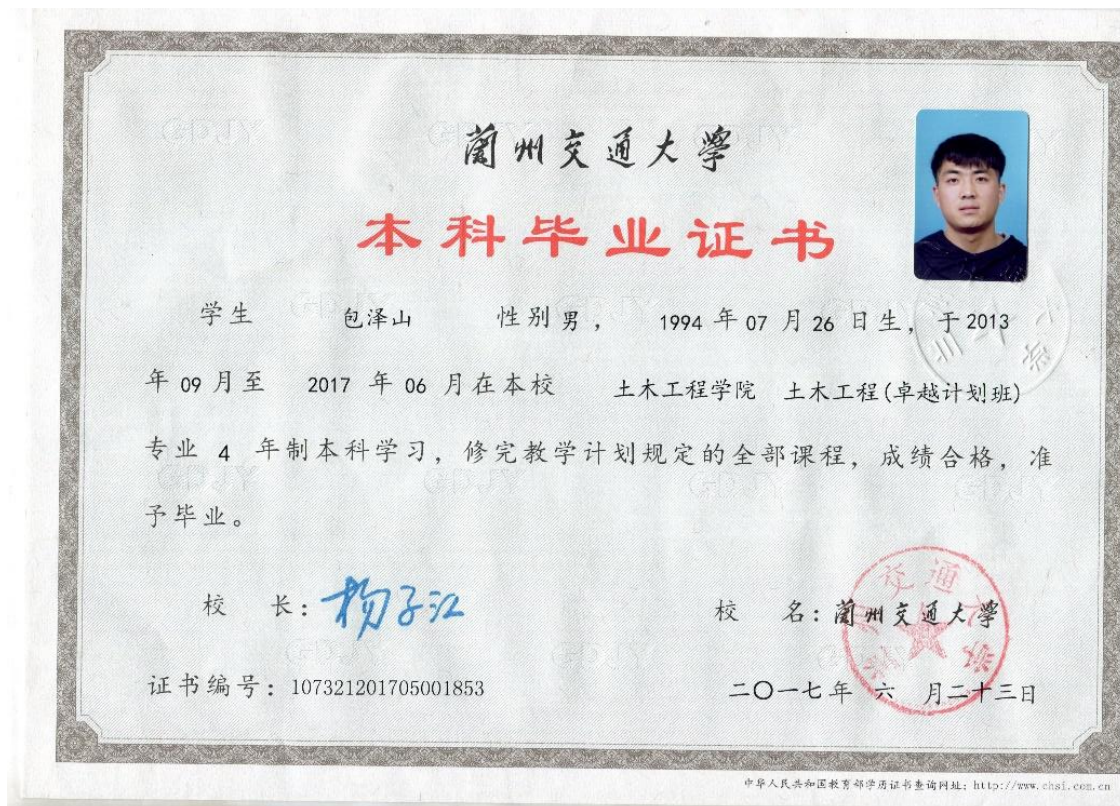 蘭州交通大學
本科毕业证书
学生 包泽山 性别男， 1994 年 07 月 26 日生，于2013
年 09 月至 2017 年 06 月在本校 土木工程学院 土木工程(卓越计划班)
专业 4 年制本科学习，修完教学计划规定的全部课程，成绩合格，准
予毕业。
校 长：杨子江
校 名：蘭州交通大學
证书编号：107321201705001853
二〇一七年 六 月二十三日
中华人民共和国教育部学历证书查询网址：http://www.chsi.com.cn